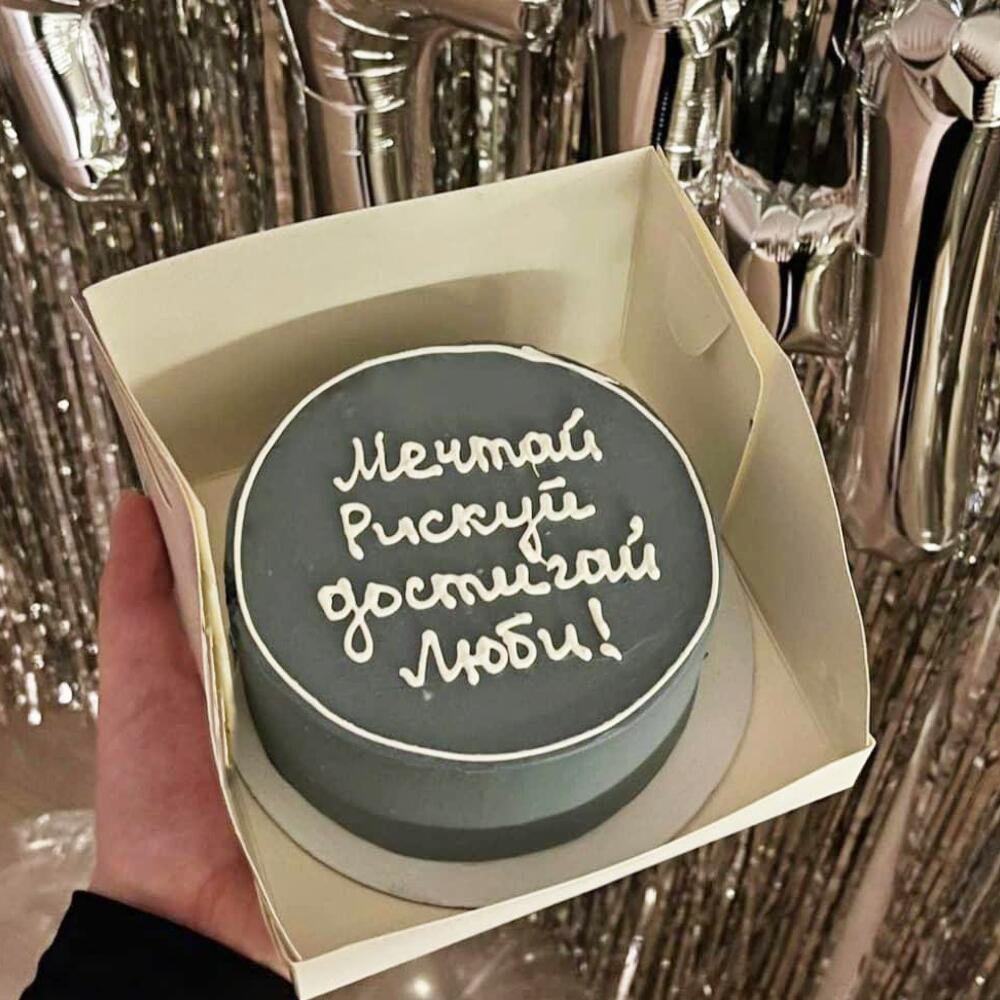 Мечтай
Рискуй
достигай
Люби!